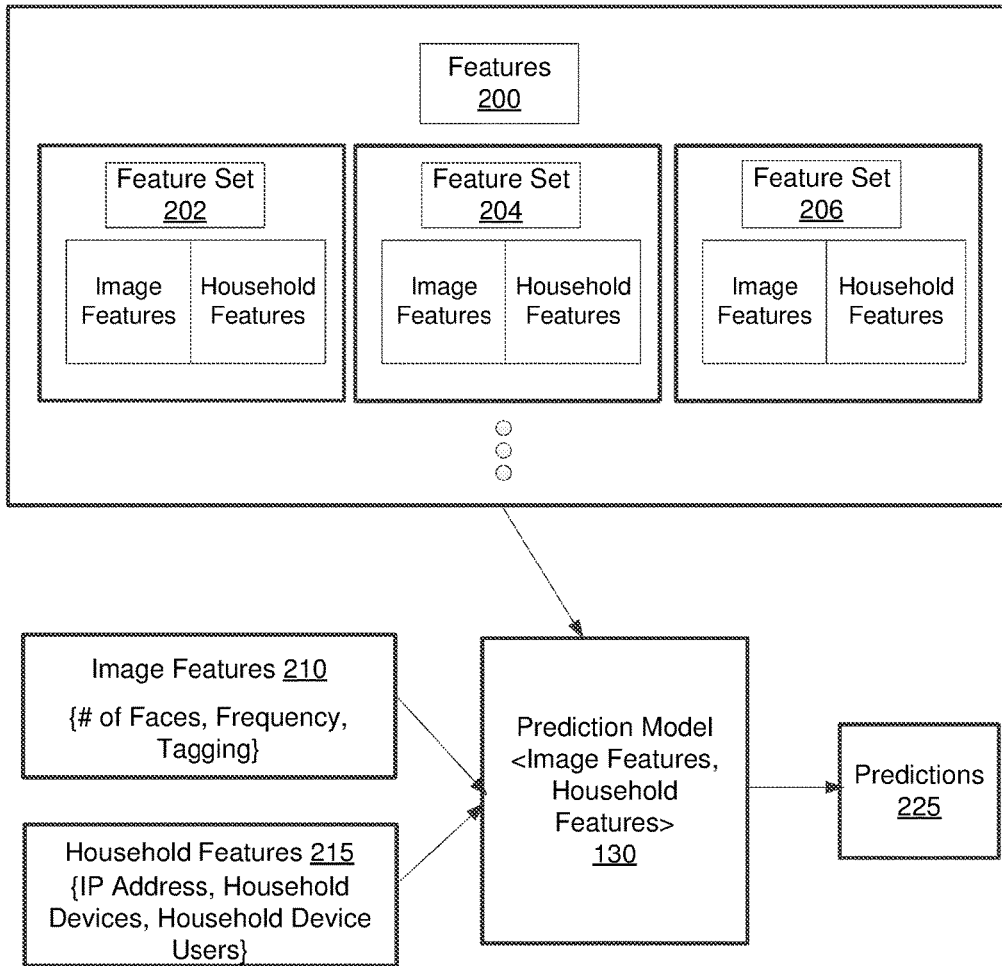 Features
200
Feature Set
202
Image
Features
Household
Features
Feature Set
204
Image
Features
Household
Features
Feature Set
206
Image
Features
Household
Features
Image Features 210
{# of Faces, Frequency,
Tagging}
Household Features 215
{IP Address, Household
Devices, Household Device
Users}
Prediction Model
<Image Features,
Household
Features>
130
Predictions
225